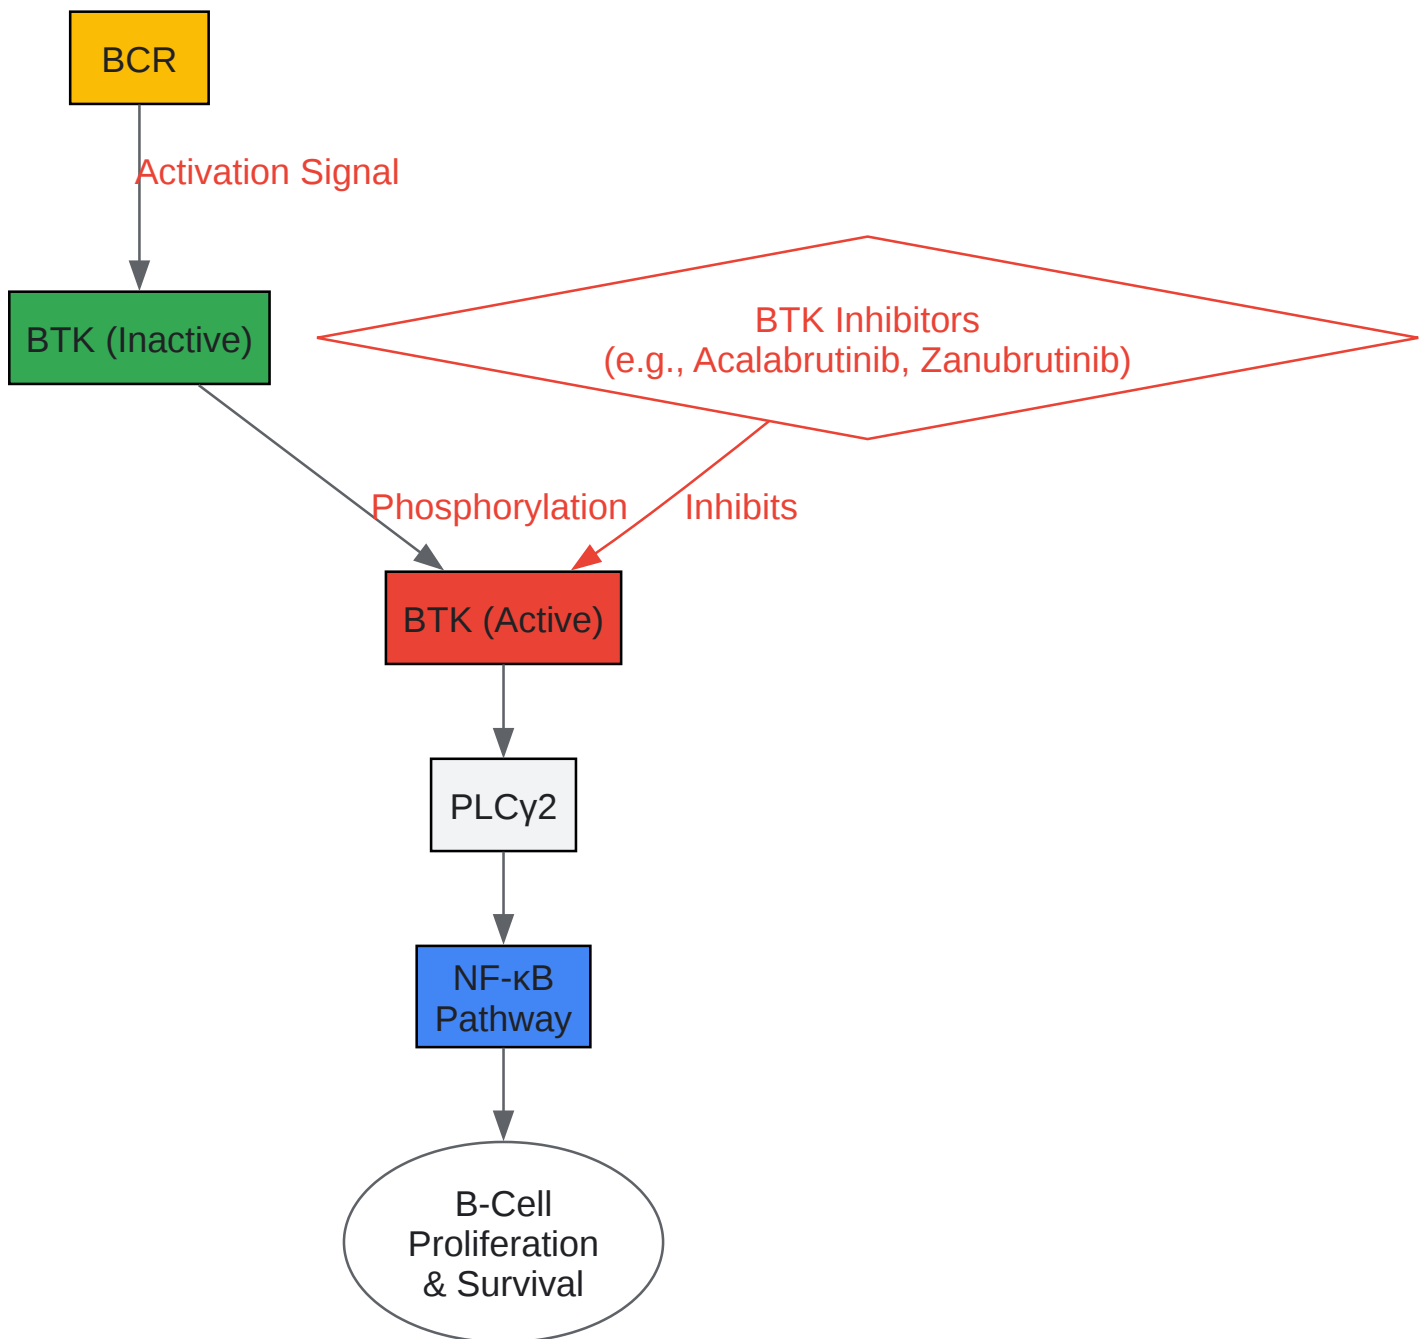 BCR
Activation Signal
BTK (Inactive)
BTK Inhibitors
(e.g., Acalabrutinib, Zanubrutinib)
Phosphorylation
Inhibits
BTK (Active)
PLCγ2
NF-κB
Pathway
B-Cell
Proliferation
& Survival